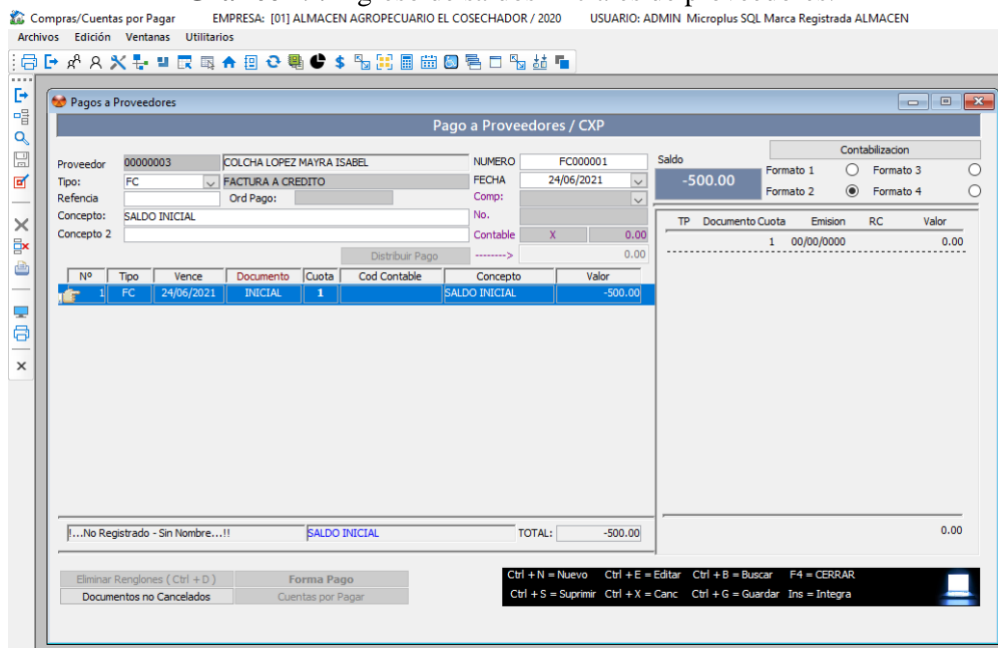 Compras/Cuentas por Pagar EMPRESA: [01] ALMACEN AGROPECUARIO EL COSECHADOR / 2020 USUARIO: ADMIN Microplus SQL Marca Registrada ALMACEN
Archivos Edición Ventanas Utilitarios
Pagos a Proveedores
Pago a Proveedores / CXP
Proveedor 00000003 COLCHA LOPEZ MAYRA ISABEL NUMERO FC000001 Saldo Contabilizacion
Tipo: FC FACTURA A CREDITO FECHA 24/06/2021 -500.00 Formato 1 Formato 3
Refencia Ord Pago: Comp: Formato 2 Formato 4
Concepto: SALDO INICIAL No.
Concepto 2 Contable X 0.00
Distribuir Pago --------> 0.00
TP Documento Cuota Emision RC Valor
1 00/00/0000 0.00
Nº Tipo Vence Documento Cuota Cod Contable Concepto Valor
1 FC 24/06/2021 INICIAL 1 SALDO INICIAL -500.00
!...No Registrado - Sin Nombre...!! SALDO INICIAL TOTAL: -500.00 0.00
Eliminar Renglones ( Ctrl + D ) Forma Pago
Documentos no Cancelados Cuentas por Pagar
Ctrl + N = Nuevo Ctrl + E = Editar Ctrl + B = Buscar F4 = CERRAR
Ctrl + S = Suprimir Ctrl + X = Canc Ctrl + G = Guardar Ins = Integra